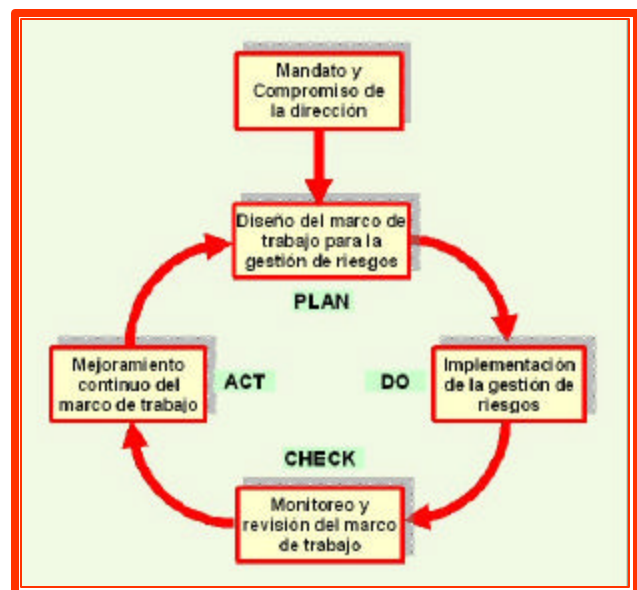 Mandato y
Compromiso de
la dirección
Diseño del marco de
trabajo para la
gestión de riesgos
PLAN
Mejoramiento
continuo del
marco de trabajo
ACT
DO
Implementación
de la gestión de
riesgos
CHECK
Monitoreo y
revisión del marco
de trabajo